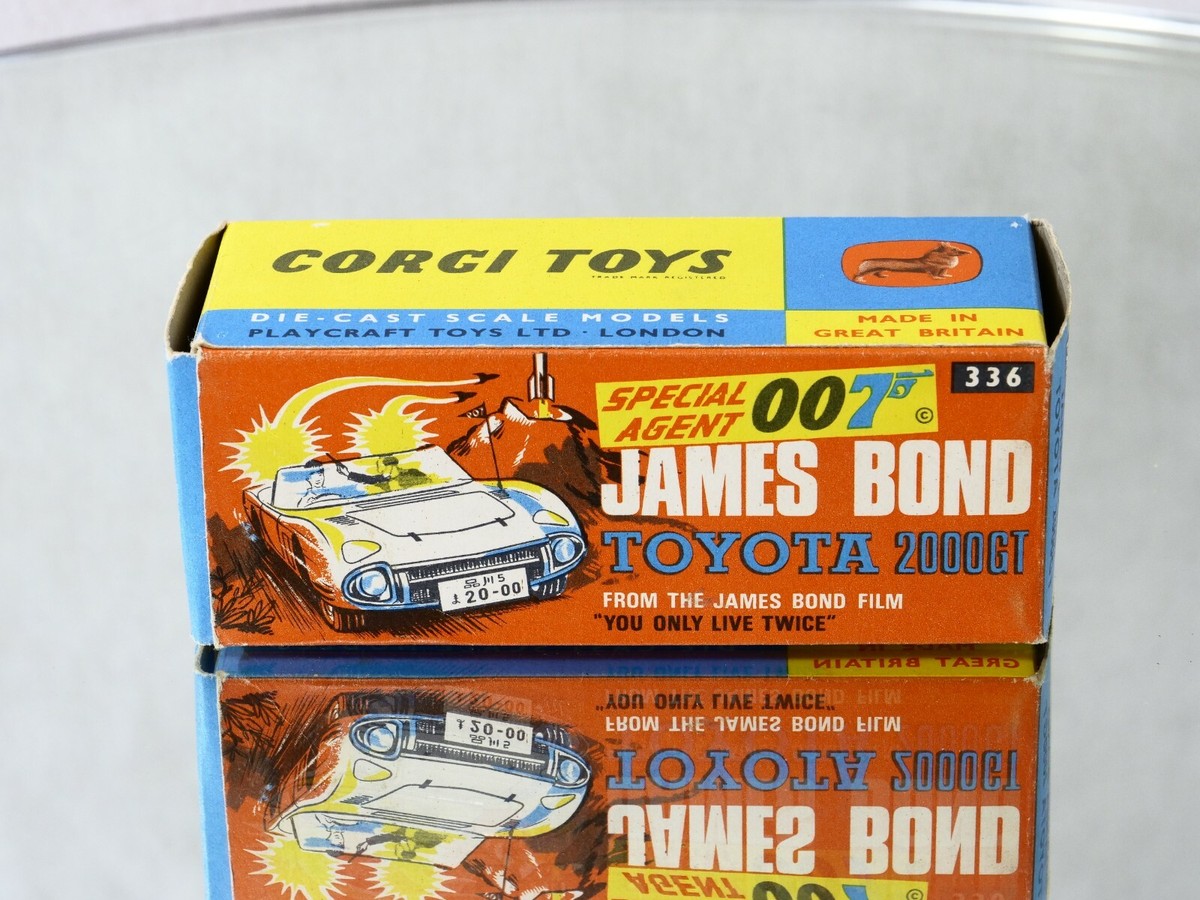 CORGI TOYS
TRADE MARK REGISTERED
DIE-CAST SCALE MODELS
PLAYCRAFT TOYS LTD · LONDON
MADE IN
GREAT BRITAIN
336
SPECIAL
AGENT 007 ©
JAMES BOND
TOYOTA 2000GT
FROM THE JAMES BOND FILM
"YOU ONLY LIVE TWICE"
品川5
よ 20-00
TOYOTA